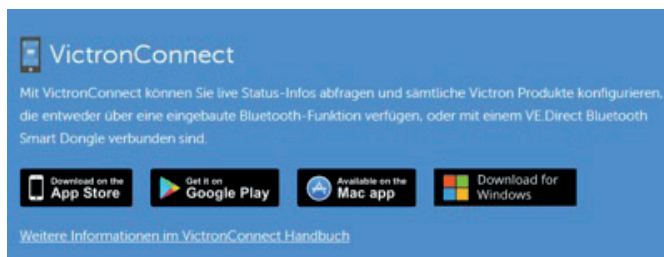 VictronConnect
Mit VictronConnect können Sie live Status-Infos abfragen und sämtliche Victron Produkte konfigurieren,
die entweder über eine eingebaute Bluetooth-Funktion verfügen, oder mit einem VE.Direct Bluetooth
Smart Dongle verbunden sind.
Download on the App Store
Get it on Google Play
Available on the Mac app
Download for Windows
Weitere Informationen im VictronConnect Handbuch